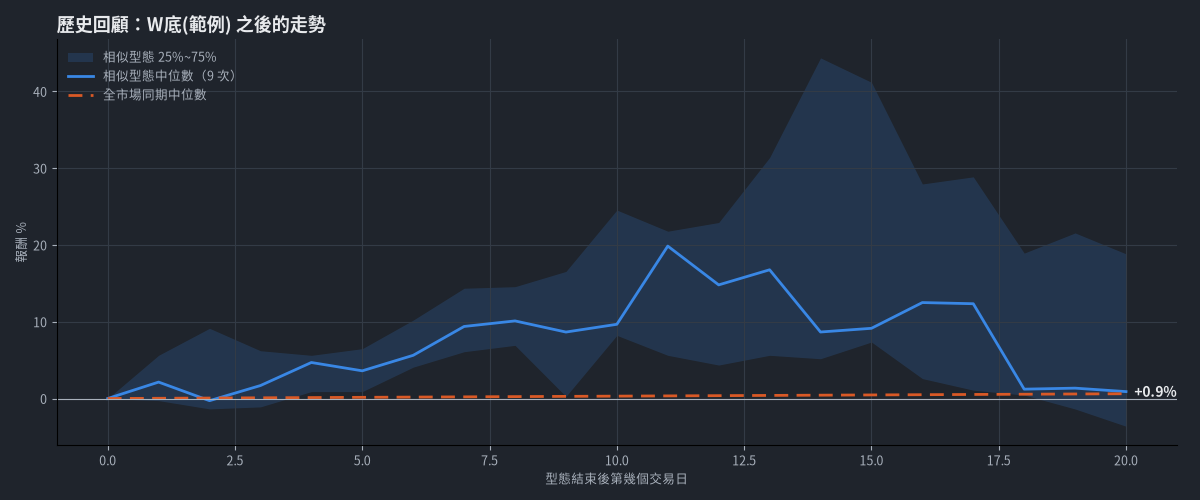 歷史回顧：W底(範例) 之後的走勢
相似型態 25%~75%
相似型態中位數（9 次）
全市場同期中位數
40
30
20
10
0
報酬 %
+0.9%
0.0 2.5 5.0 7.5 10.0 12.5 15.0 17.5 20.0
型態結束後第幾個交易日